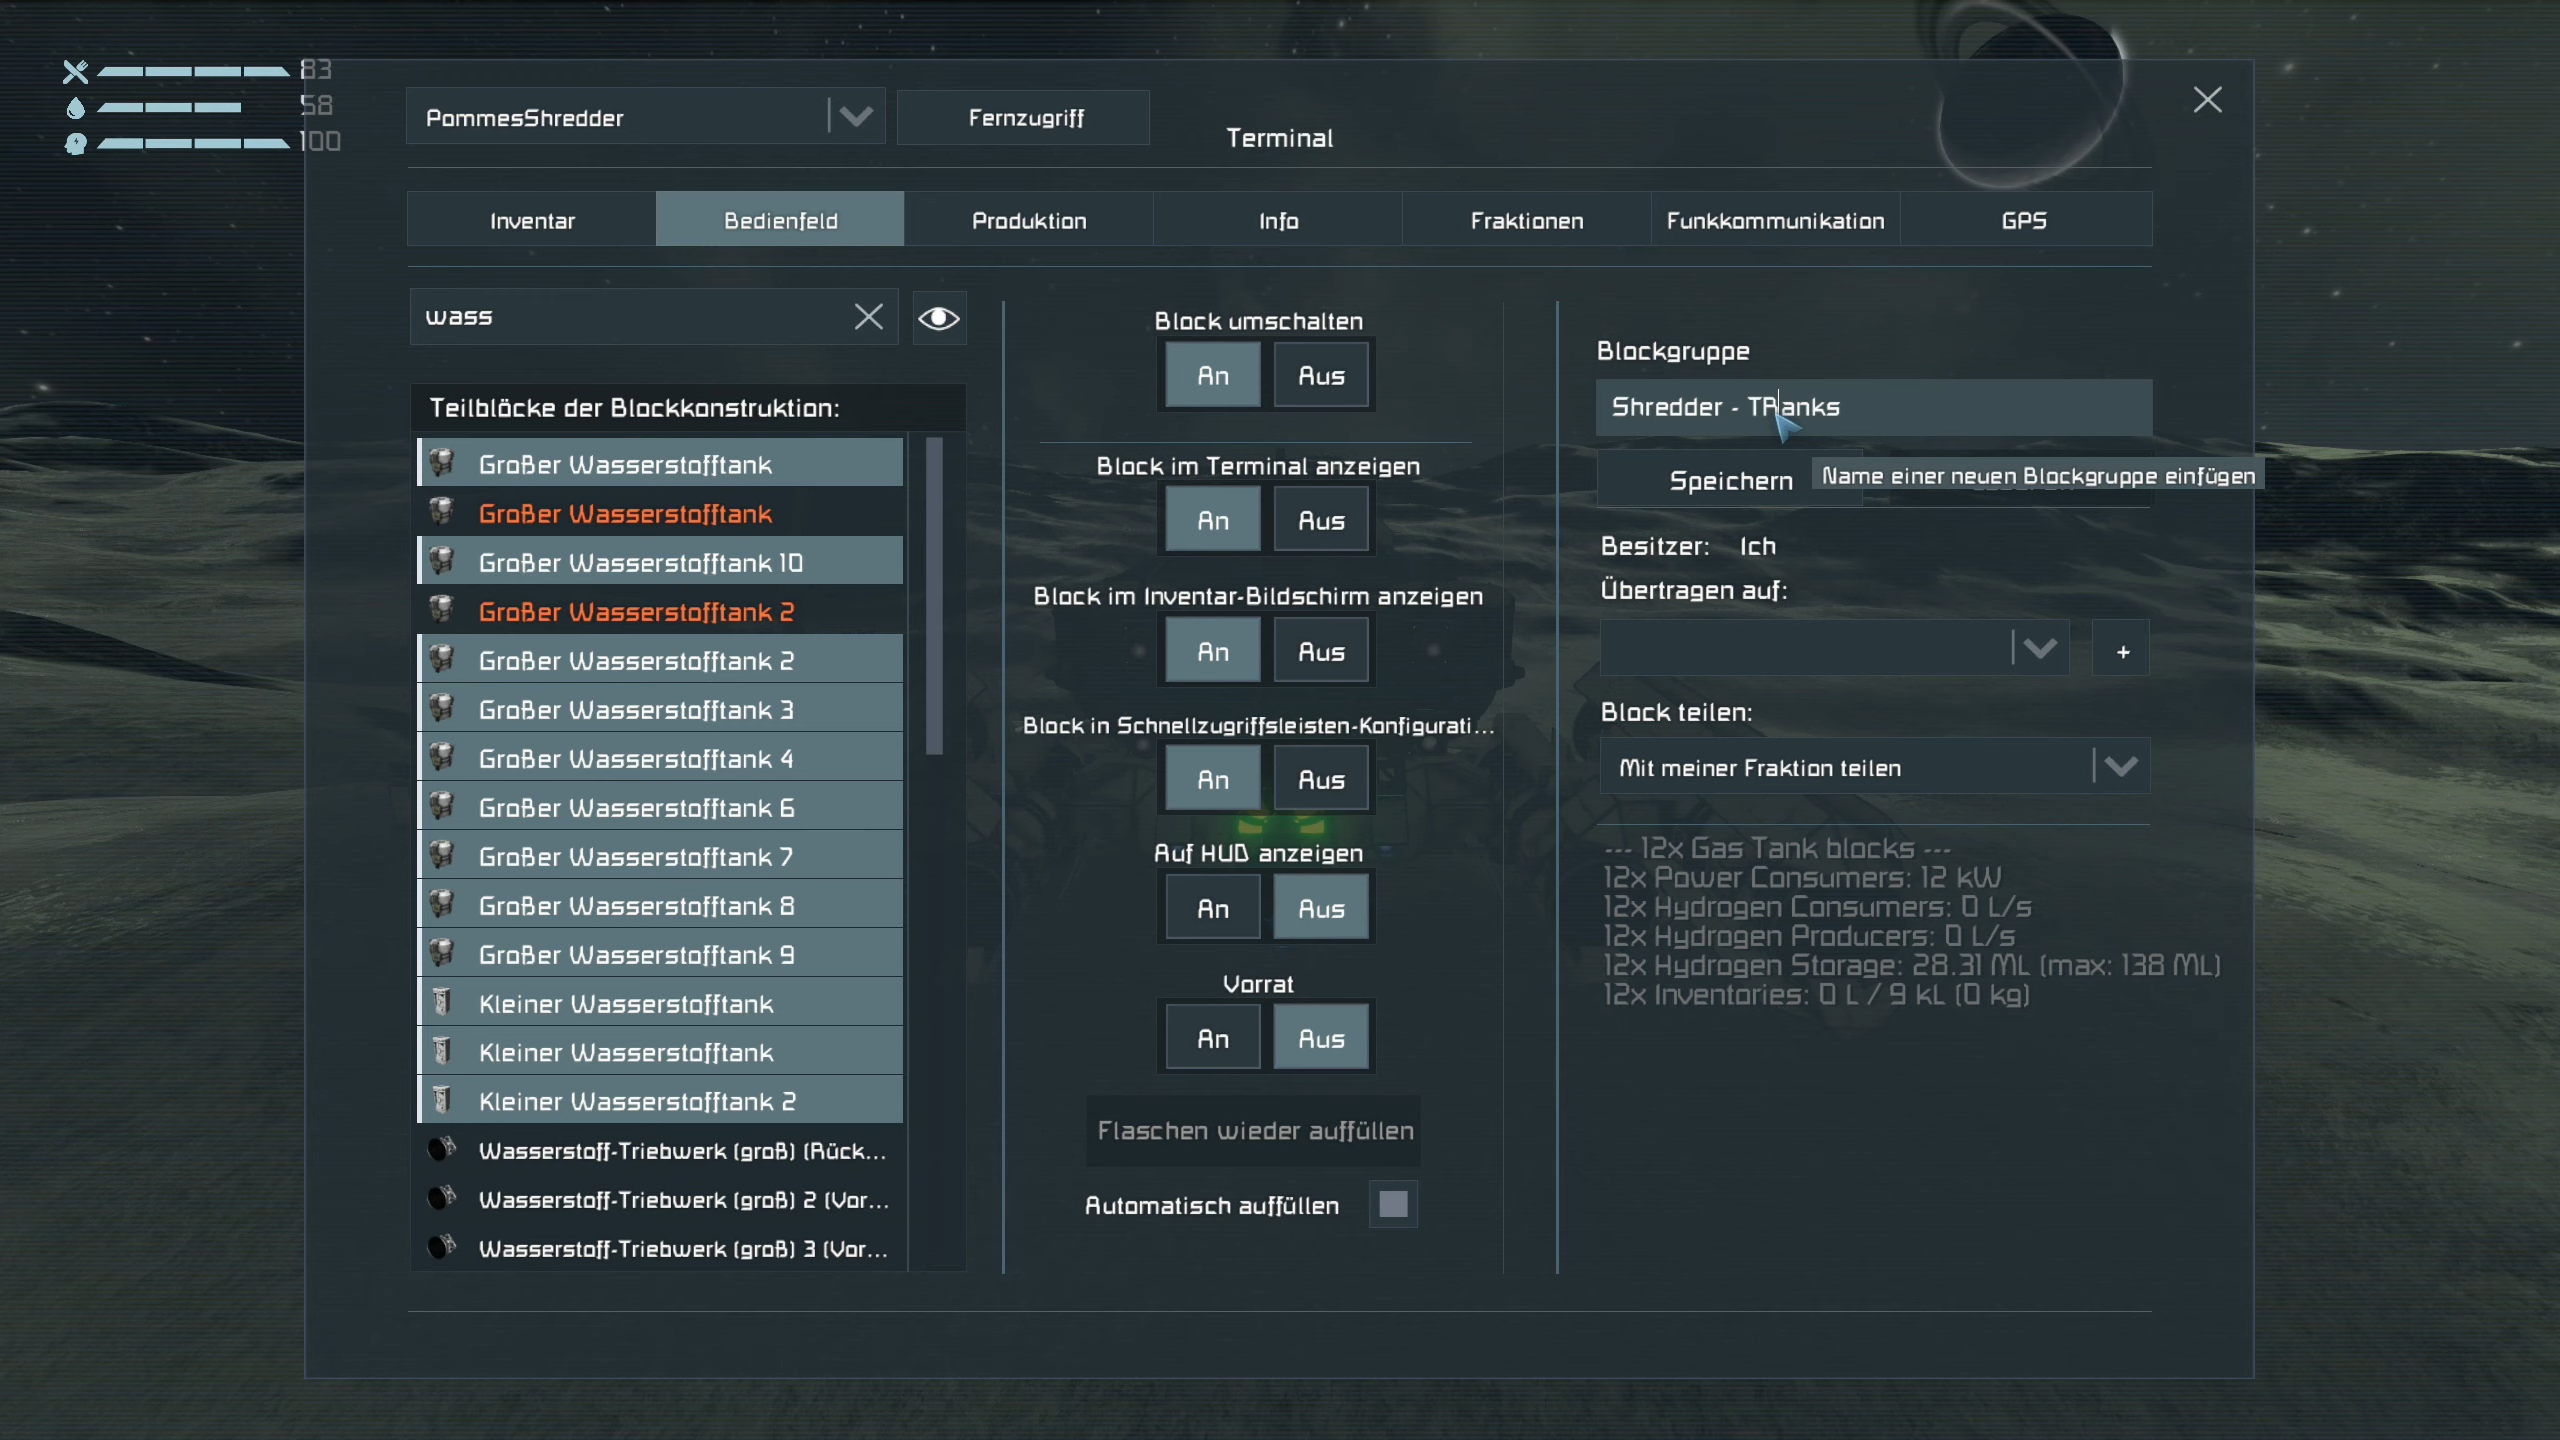 83
58
100
PommesShredder
Fernzugriff
Terminal
Inventar
Bedienfeld
Produktion
Info
Fraktionen
Funkkommunikation
GPS
wass
Teilblöcke der Blockkonstruktion:
Großer Wasserstofftank
Großer Wasserstofftank
Großer Wasserstofftank 10
Großer Wasserstofftank 2
Großer Wasserstofftank 2
Großer Wasserstofftank 3
Großer Wasserstofftank 4
Großer Wasserstofftank 6
Großer Wasserstofftank 7
Großer Wasserstofftank 8
Großer Wasserstofftank 9
Kleiner Wasserstofftank
Kleiner Wasserstofftank
Kleiner Wasserstofftank 2
Wasserstoff-Triebwerk (groß) (Rück...
Wasserstoff-Triebwerk (groß) 2 (Vor...
Wasserstoff-Triebwerk (groß) 3 (Vor...
Block umschalten
An Aus
Block im Terminal anzeigen
An Aus
Block im Inventar-Bildschirm anzeigen
An Aus
Block in Schnellzugriffsleisten-Konfigurati...
An Aus
Auf HUD anzeigen
An Aus
Vorrat
An Aus
Flaschen wieder auffüllen
Automatisch auffüllen
Blockgruppe
Shredder - TRanks
Speichern
Name einer neuen Blockgruppe einfügen
Besitzer: Ich
Übertragen auf:
+
Block teilen:
Mit meiner Fraktion teilen
--- 12x Gas Tank blocks ---
12x Power Consumers: 12 kW
12x Hydrogen Consumers: 0 L/s
12x Hydrogen Producers: 0 L/s
12x Hydrogen Storage: 28.31 ML (max: 138 ML)
12x Inventories: 0 L / 9 kL (0 kg)